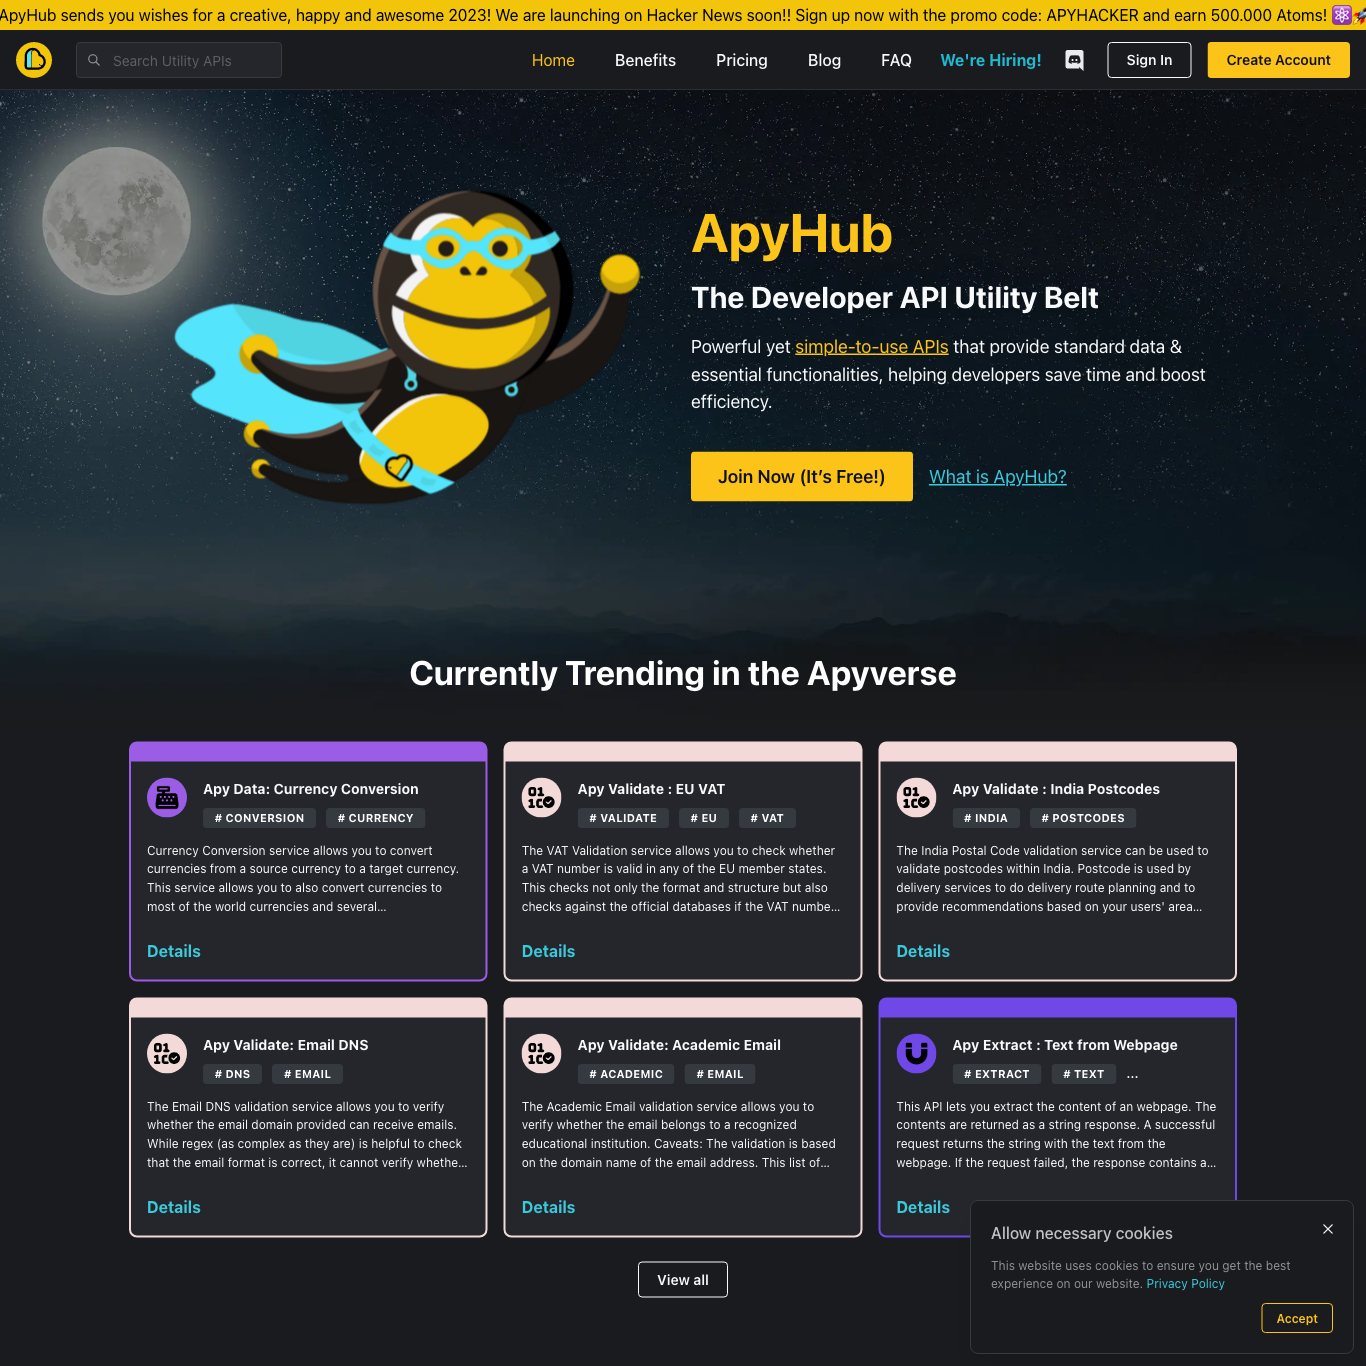 ApyHub sends you wishes for a creative, happy and awesome 2023! We are launching on Hacker News soon!! Sign up now with the promo code: APYHACKER and earn 500.000 Atoms! ⚛️🚀
Search Utility APIs
Home
Benefits
Pricing
Blog
FAQ
We're Hiring!
Sign In
Create Account
ApyHub
The Developer API Utility Belt
Powerful yet simple-to-use APIs that provide standard data &
essential functionalities, helping developers save time and boost
efficiency.
Join Now (It’s Free!)
What is ApyHub?
Currently Trending in the Apyverse
Apy Data: Currency Conversion
# CONVERSION
# CURRENCY
Currency Conversion service allows you to convert
currencies from a source currency to a target currency.
This service allows you to also convert currencies to
most of the world currencies and several...
Details
Apy Validate : EU VAT
# VALIDATE
# EU
# VAT
The VAT Validation service allows you to check whether
a VAT number is valid in any of the EU member states.
This checks not only the format and structure but also
checks against the official databases if the VAT numbe...
Details
Apy Validate : India Postcodes
# INDIA
# POSTCODES
The India Postal Code validation service can be used to
validate postcodes within India. Postcode is used by
delivery services to do delivery route planning and to
provide recommendations based on your users' area...
Details
Apy Validate: Email DNS
# DNS
# EMAIL
The Email DNS validation service allows you to verify
whether the email domain provided can receive emails.
While regex (as complex as they are) is helpful to check
that the email format is correct, it cannot verify whethe...
Details
Apy Validate: Academic Email
# ACADEMIC
# EMAIL
The Academic Email validation service allows you to
verify whether the email belongs to a recognized
educational institution. Caveats: The validation is based
on the domain name of the email address. This list of...
Details
Apy Extract : Text from Webpage
# EXTRACT
# TEXT
...
This API lets you extract the content of an webpage. The
contents are returned as a string response. A successful
request returns the string with the text from the
webpage. If the request failed, the response contains a...
Details
View all
Allow necessary cookies
This website uses cookies to ensure you get the best
experience on our website. Privacy Policy
Accept